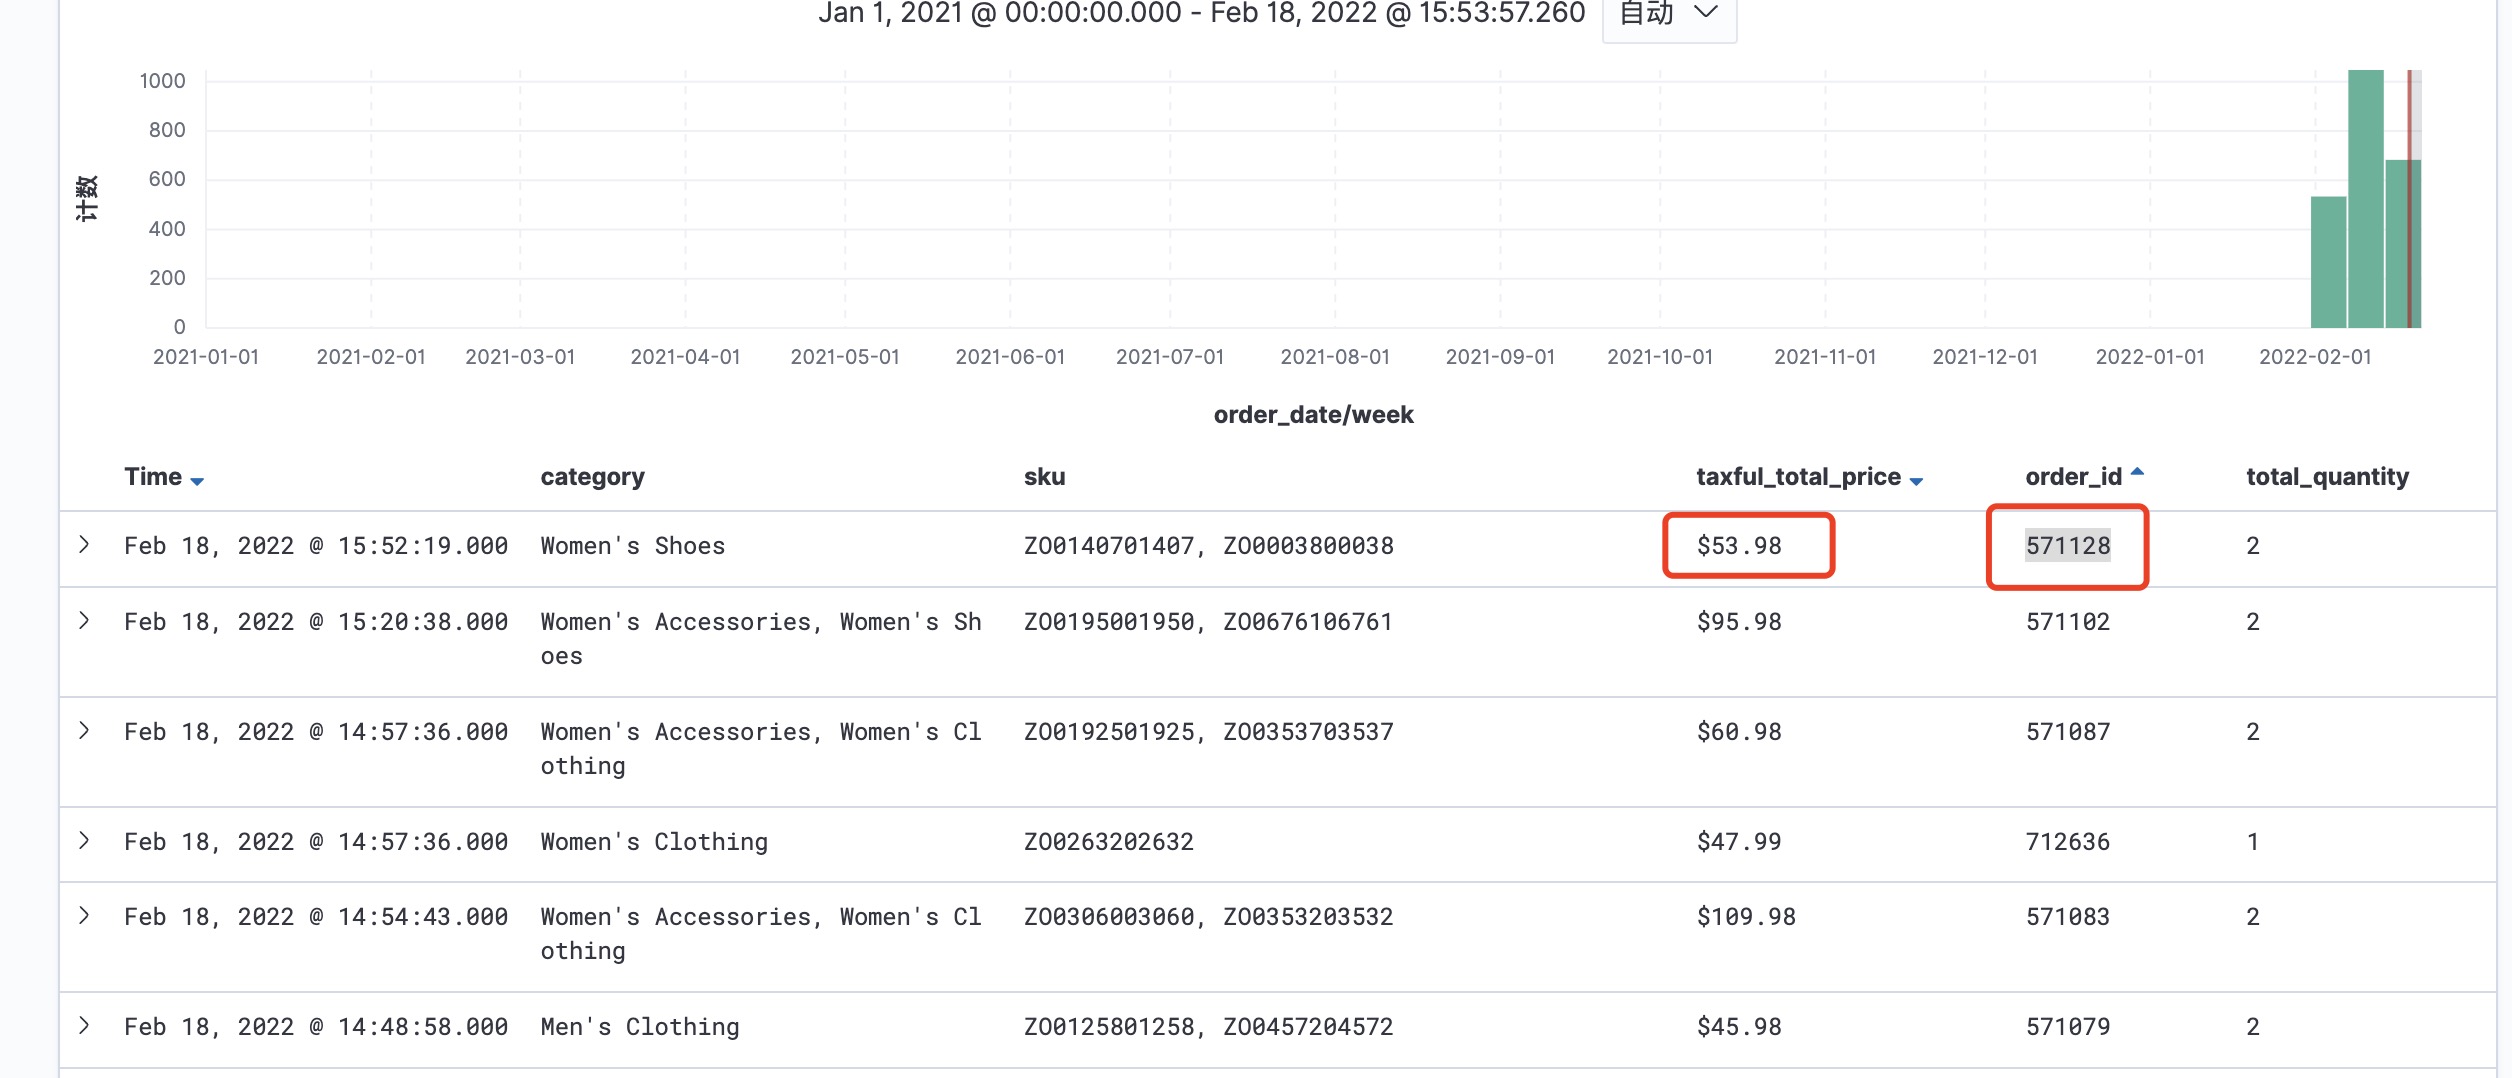 Jan 1, 2021 @ 00:00:00.000 - Feb 18, 2022 @ 15:53:57.260 自动
1000
800
600
400
200
0
计数
2021-01-01 2021-02-01 2021-03-01 2021-04-01 2021-05-01 2021-06-01 2021-07-01 2021-08-01 2021-09-01 2021-10-01 2021-11-01 2021-12-01 2022-01-01 2022-02-01
order_date/week
Time category sku taxful_total_price order_id total_quantity
Feb 18, 2022 @ 15:52:19.000 Women's Shoes ZO0140701407, ZO0003800038 $53.98 571128 2
Feb 18, 2022 @ 15:20:38.000 Women's Accessories, Women's Sh ZO0195001950, ZO0676106761 $95.98 571102 2
oes
Feb 18, 2022 @ 14:57:36.000 Women's Accessories, Women's Cl ZO0192501925, ZO0353703537 $60.98 571087 2
othing
Feb 18, 2022 @ 14:57:36.000 Women's Clothing ZO0263202632 $47.99 712636 1
Feb 18, 2022 @ 14:54:43.000 Women's Accessories, Women's Cl ZO0306003060, ZO0353203532 $109.98 571083 2
othing
Feb 18, 2022 @ 14:48:58.000 Men's Clothing ZO0125801258, ZO0457204572 $45.98 571079 2